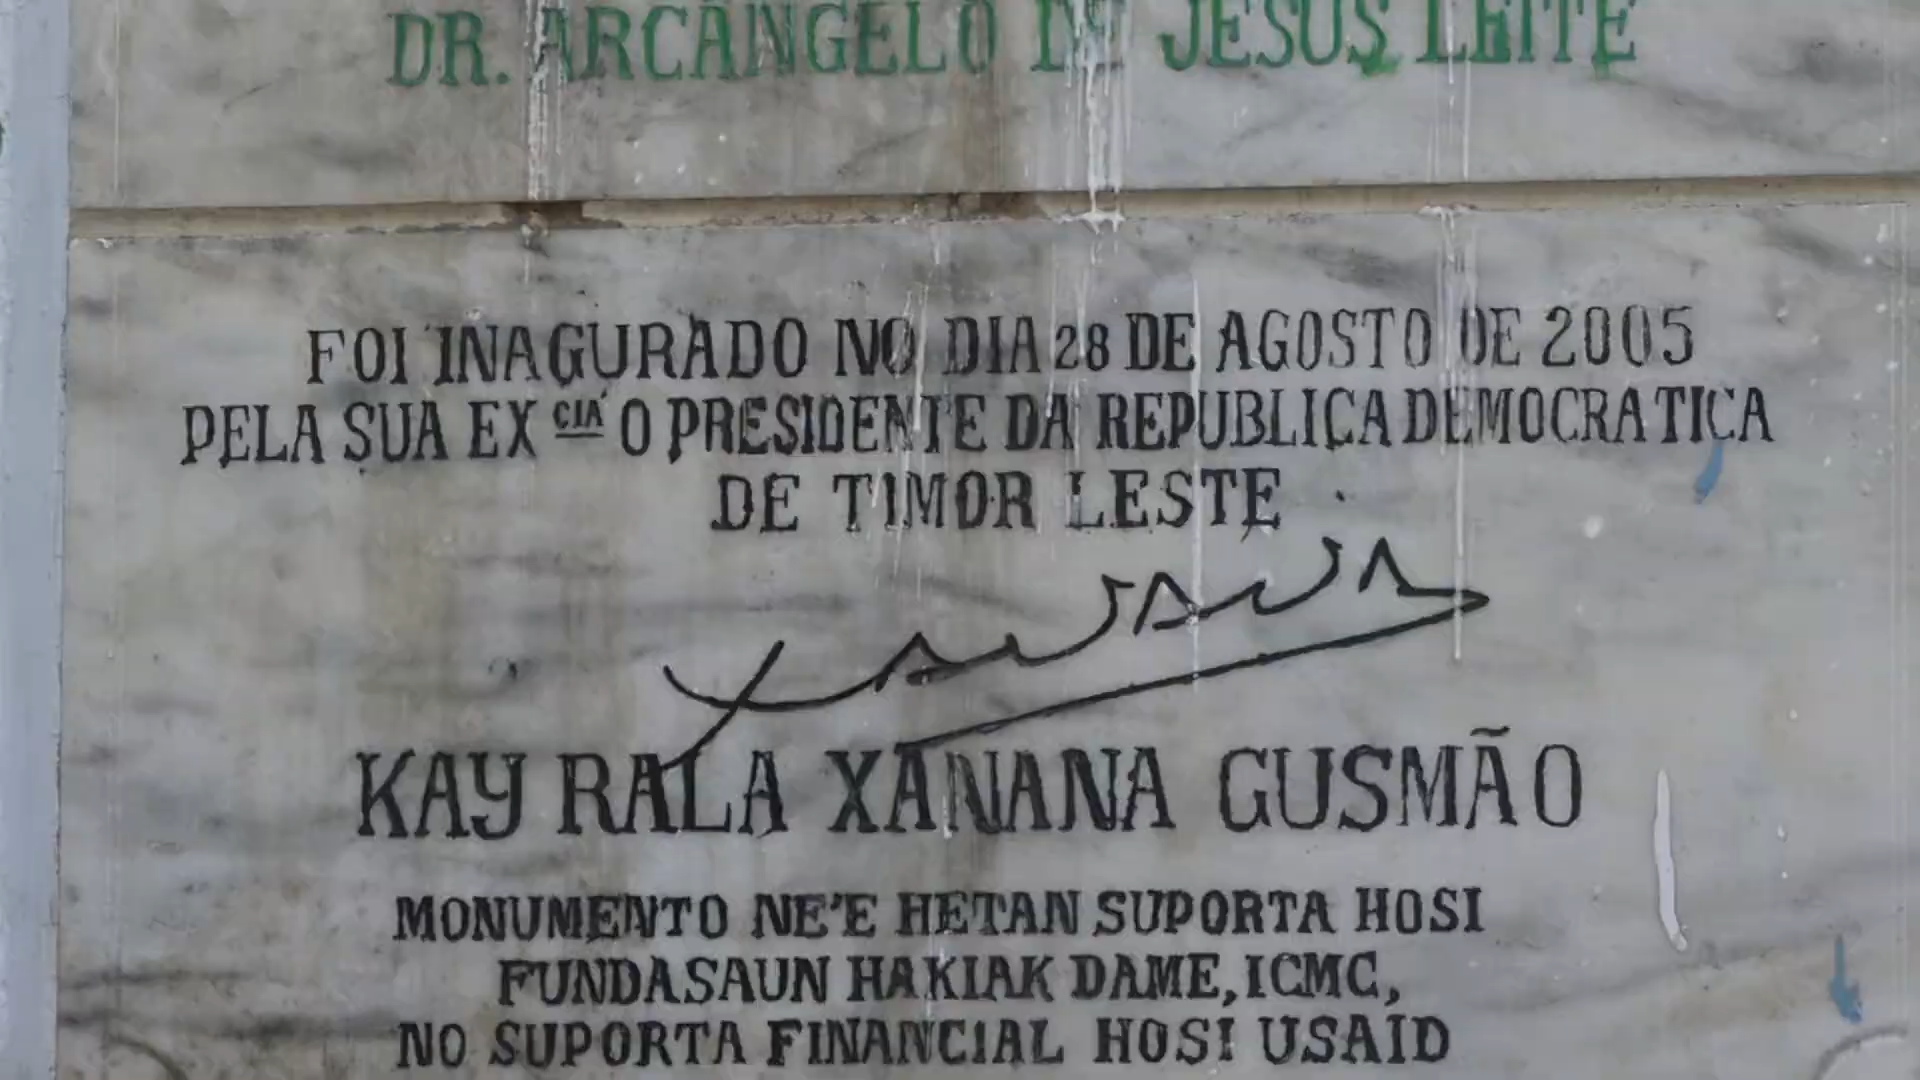 DR. ARCÂNGELO DE JESUS LEITE
FOI INAGURADO NO DIA 28 DE AGOSTO DE 2005
PELA SUA EX CIA O PRESIDENTE DA REPUBLICA DEMOCRATICA
DE TIMOR LESTE
XANANA
KAY RALA XANANA GUSMÃO
MONUMENTO NE'E HETAN SUPORTA HOSI
FUNDASAUN HAKIAK DAME, ICMC,
NO SUPORTA FINANCIAL HOSI USAID